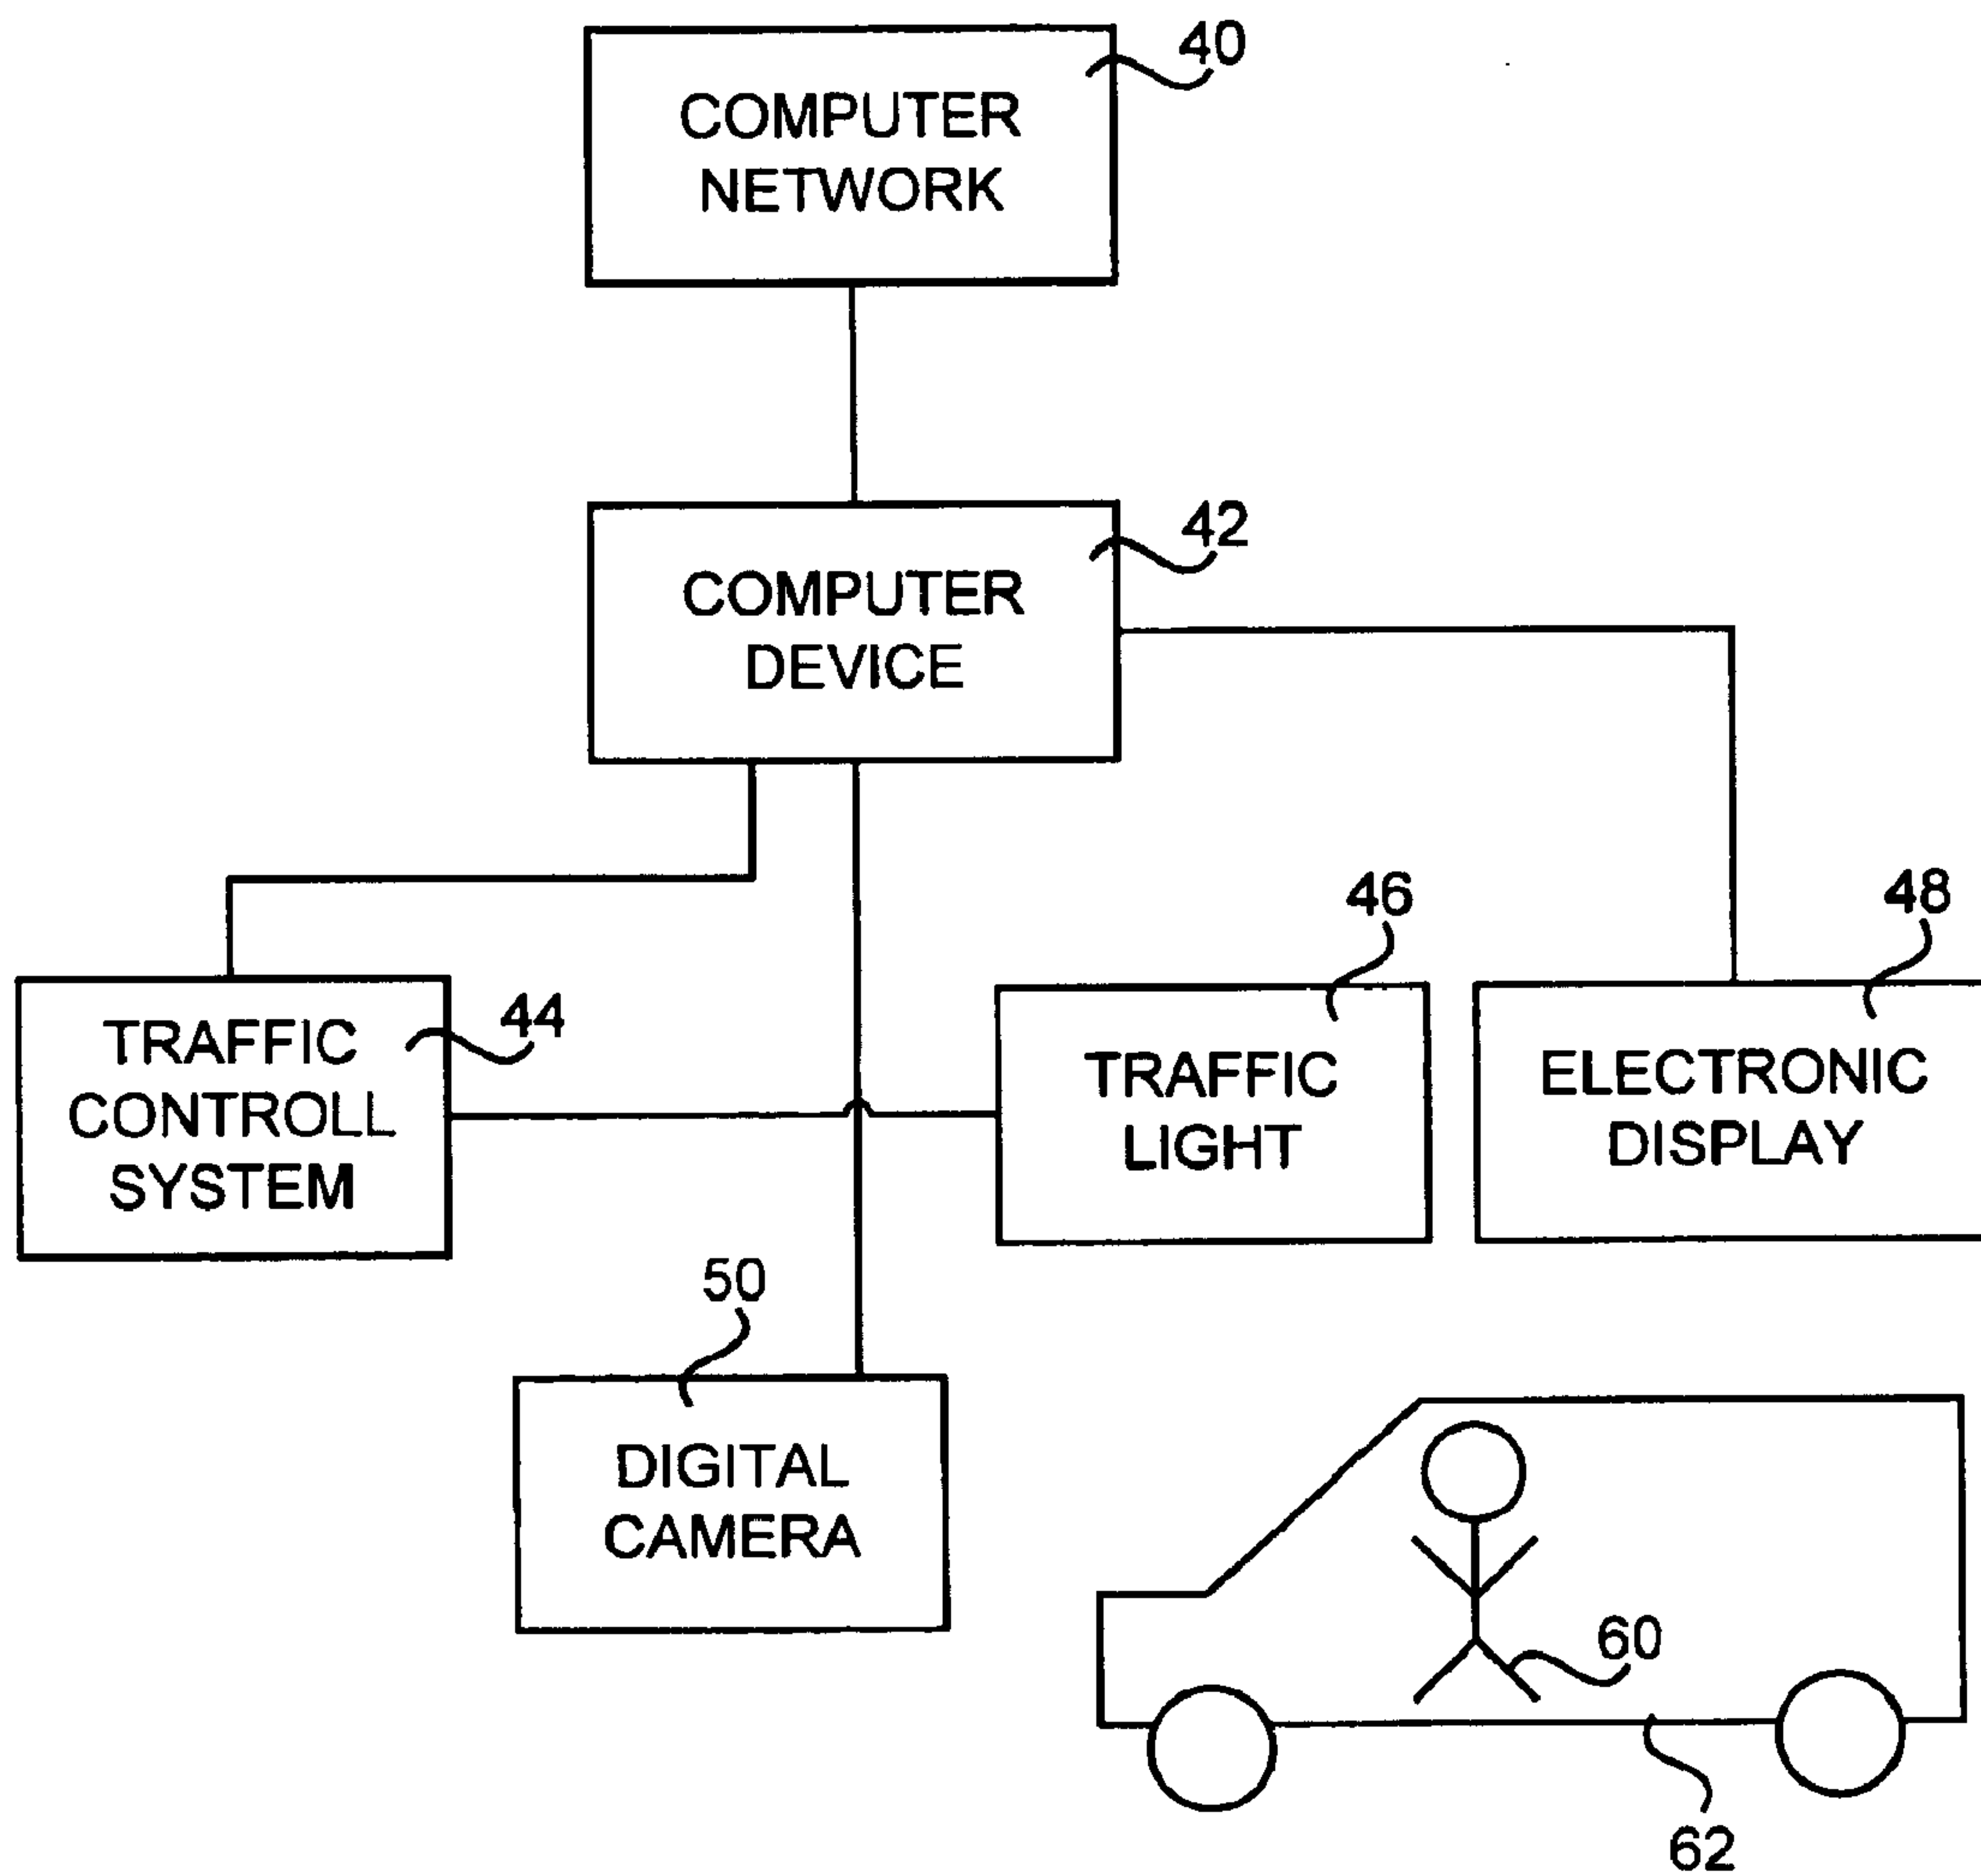 40
COMPUTER
NETWORK
42
COMPUTER
DEVICE
46
48
44
TRAFFIC
CONTROLL
SYSTEM
TRAFFIC
LIGHT
ELECTRONIC
DISPLAY
50
DIGITAL
CAMERA
60
62